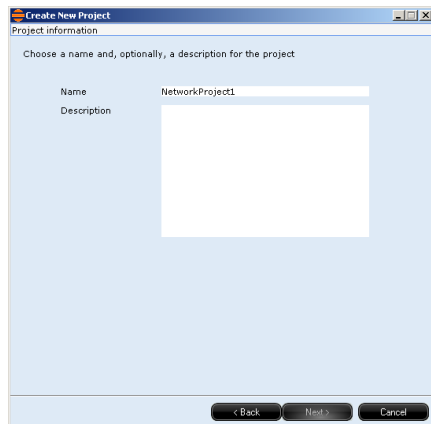 Create New Project
Project information
Choose a name and, optionally, a description for the project
Name NetworkProject1
Description
< Back Next > Cancel